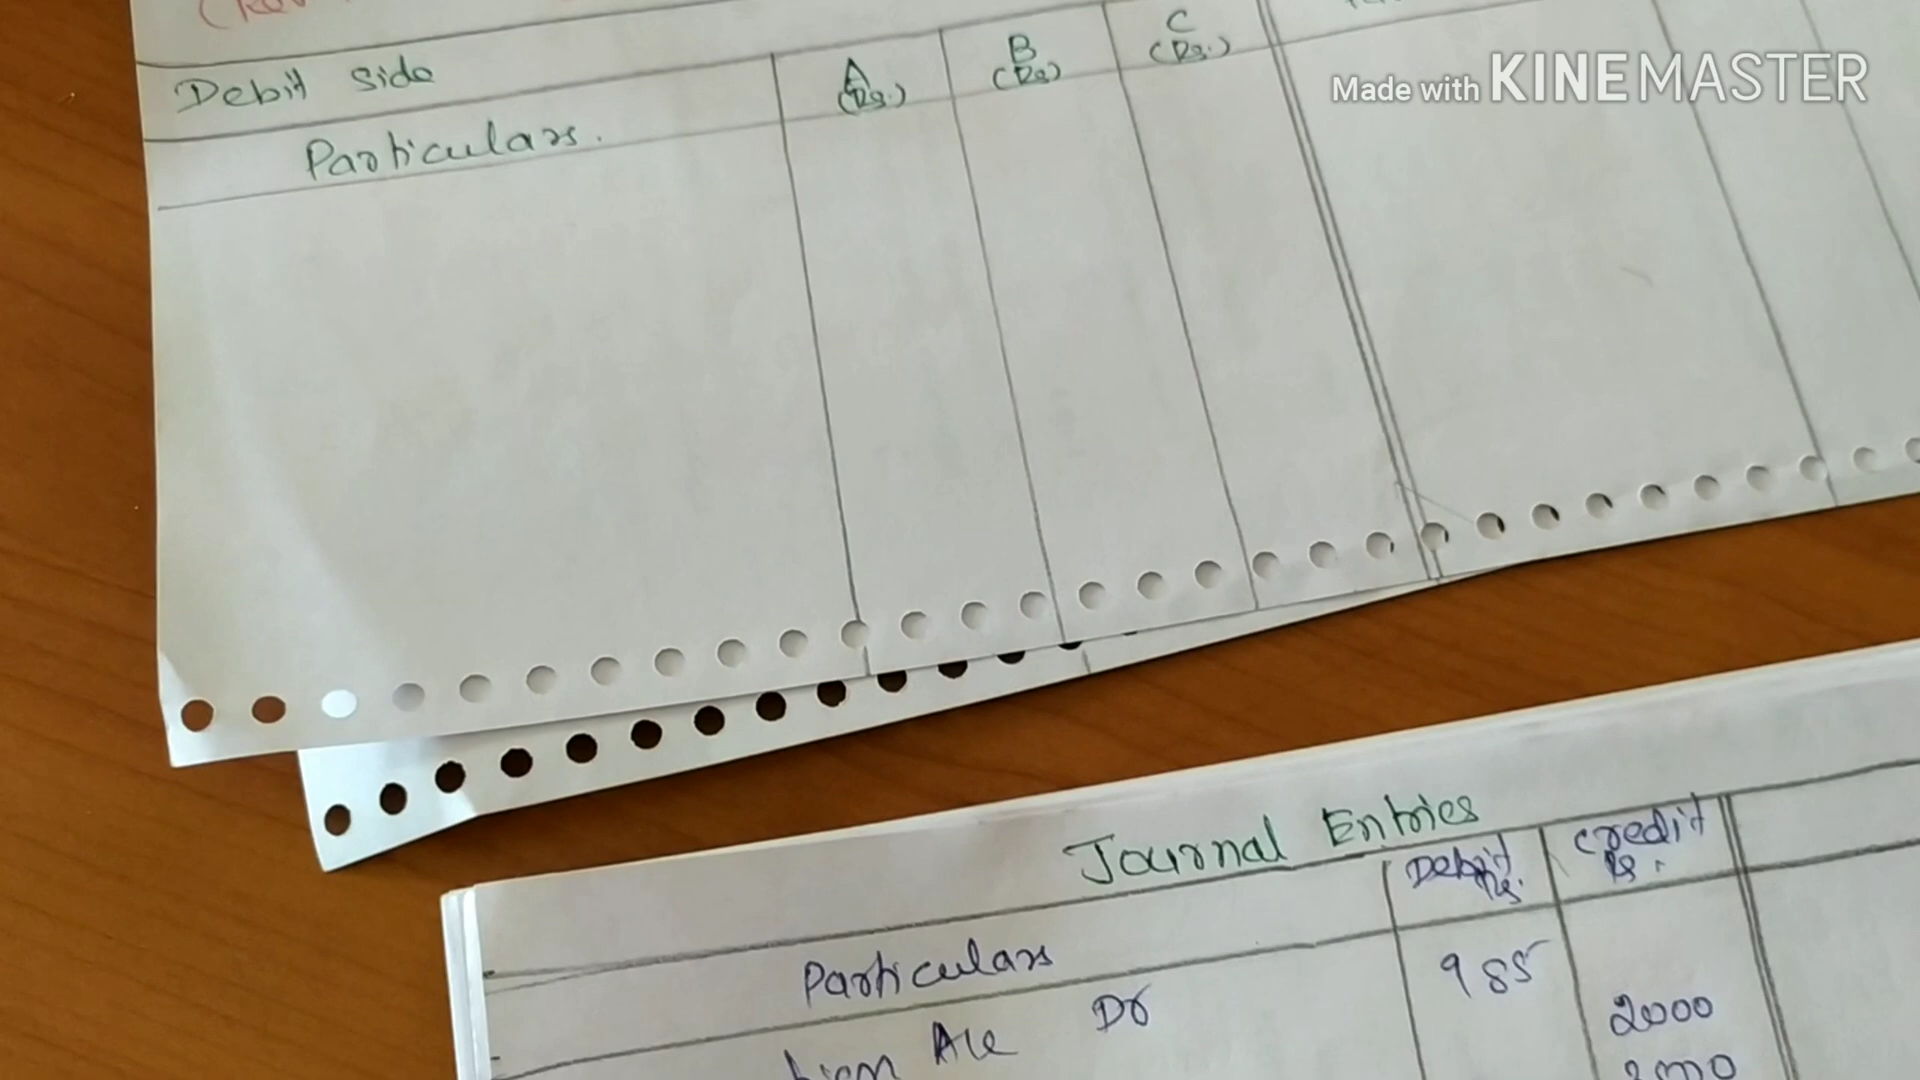 Made with KINEMASTER
Debit Side
A (Rs.)
B (Rs)
C (Rs.)
Particulars.
Journal Entries
Particulars
Debit Rs.
Credit Rs.
A/c Dr
985
2000